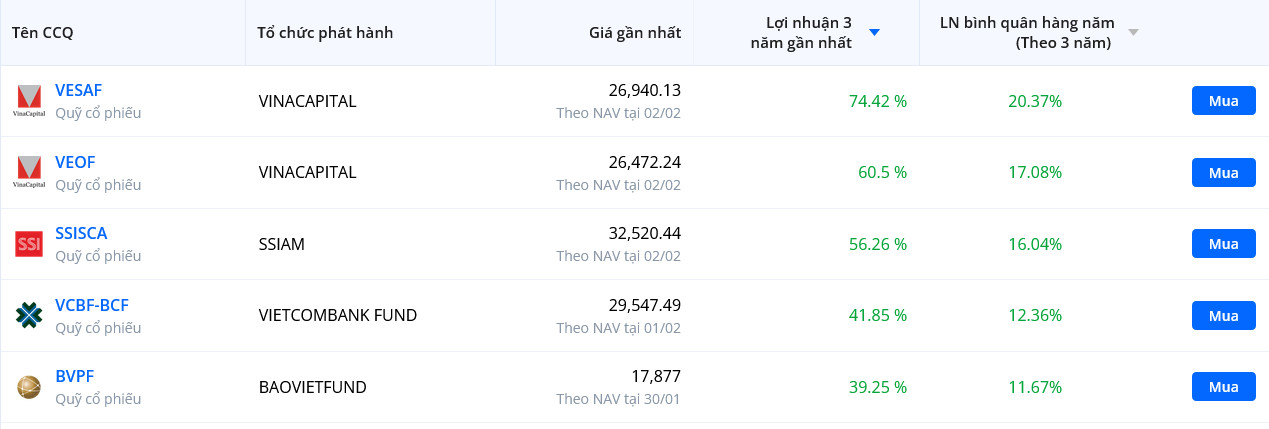 Tên CCQ
Tổ chức phát hành
Giá gần nhất
Lợi nhuận 3
năm gần nhất
LN bình quân hàng năm
(Theo 3 năm)
VinaCapital
VESAF
Quỹ cổ phiếu
VINACAPITAL
26,940.13
Theo NAV tại 02/02
74.42 %
20.37%
Mua
VinaCapital
VEOF
Quỹ cổ phiếu
VINACAPITAL
26,472.24
Theo NAV tại 02/02
60.5 %
17.08%
Mua
SSI
SSISCA
Quỹ cổ phiếu
SSIAM
32,520.44
Theo NAV tại 02/02
56.26 %
16.04%
Mua
VCBF-BCF
Quỹ cổ phiếu
VIETCOMBANK FUND
29,547.49
Theo NAV tại 01/02
41.85 %
12.36%
Mua
BVPF
Quỹ cổ phiếu
BAOVIETFUND
17,877
Theo NAV tại 30/01
39.25 %
11.67%
Mua